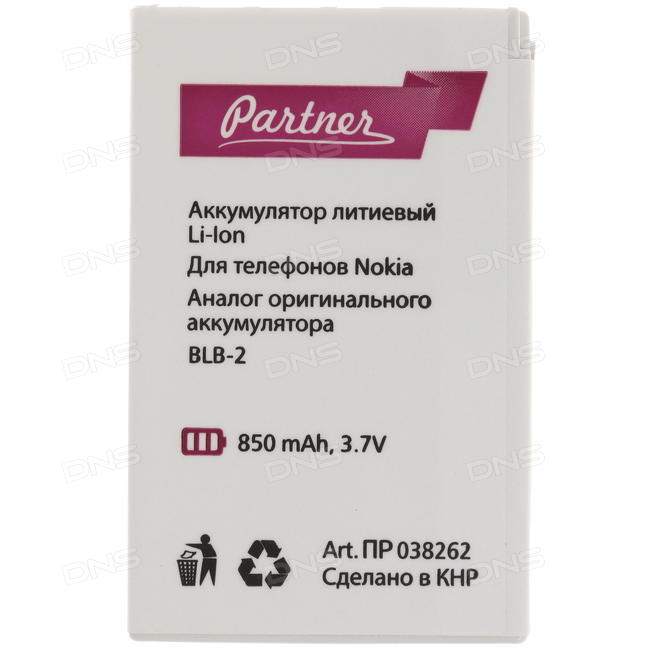 Partner
Аккумулятор литиевый
Li-Ion
Для телефонов Nokia
Аналог оригинального
аккумулятора
BLB-2
850 mAh, 3.7V
Art. ПР 038262
Сделано в КНР
DNS